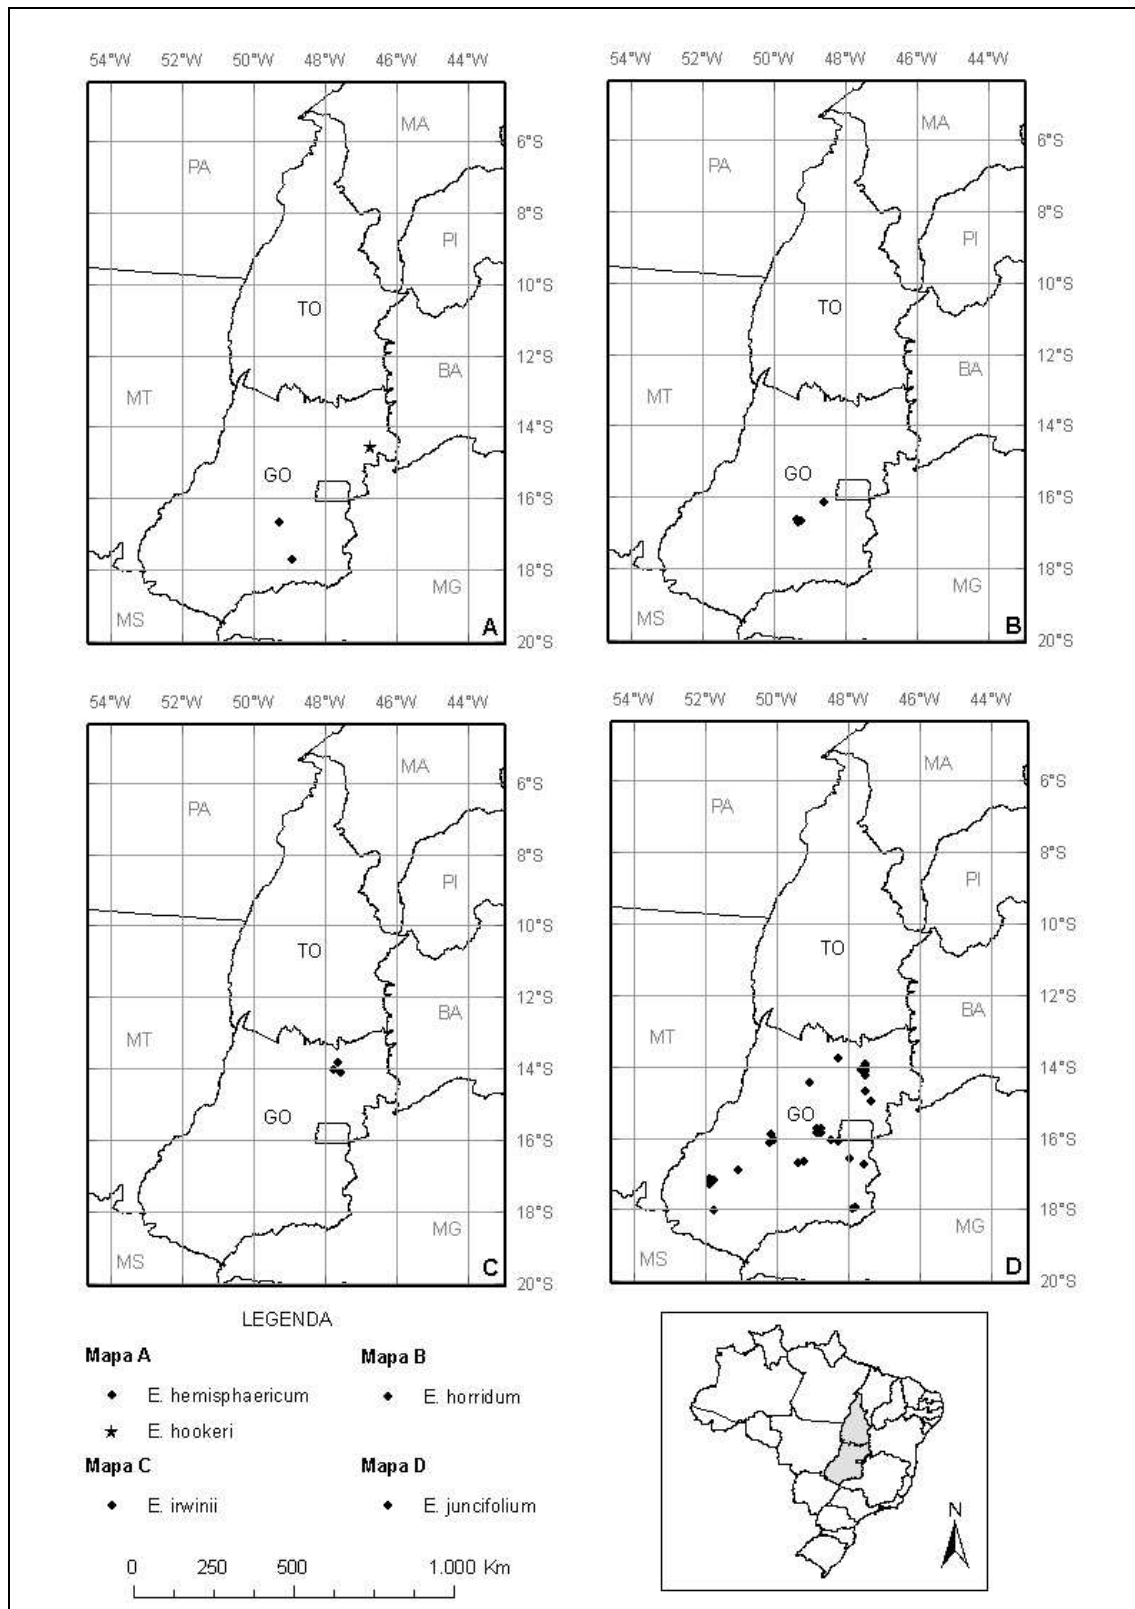 54°W 52°W 50°W 48°W 46°W 44°W
MA
6°S
PA
8°S
PI
10°S
TO
12°S
BA
MT
14°S
GO
16°S
18°S
MG
MS
A
20°S
54°W 52°W 50°W 48°W 46°W 44°W
MA
6°S
PA
8°S
PI
10°S
TO
12°S
BA
MT
14°S
GO
16°S
18°S
MG
MS
B
20°S
54°W 52°W 50°W 48°W 46°W 44°W
MA
6°S
PA
8°S
PI
10°S
TO
12°S
BA
MT
14°S
GO
16°S
18°S
MG
MS
C
20°S
54°W 52°W 50°W 48°W 46°W 44°W
MA
6°S
PA
8°S
PI
10°S
TO
12°S
BA
MT
14°S
GO
16°S
18°S
MG
MS
D
20°S
LEGENDA
Mapa A
E. hemisphaericum
E. hookeri
Mapa B
E. horridum
Mapa C
E. irwinii
Mapa D
E. juncifolium
0 250 500 1.000 Km
N